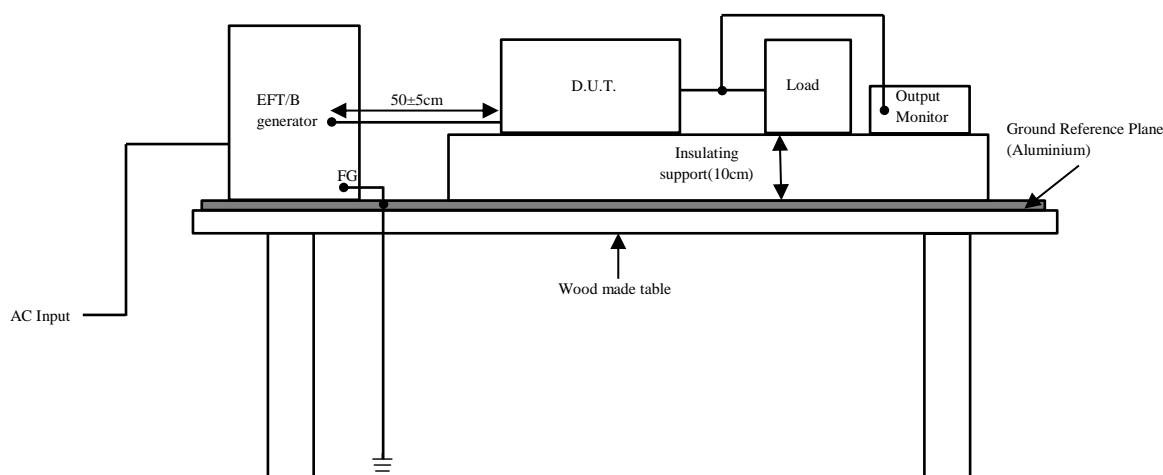 EFT/B
generator
50±5cm
D.U.T.
Load
Output
Monitor
Ground Reference Plane
(Aluminium)
Insulating
support(10cm)
FG
Wood made table
AC Input